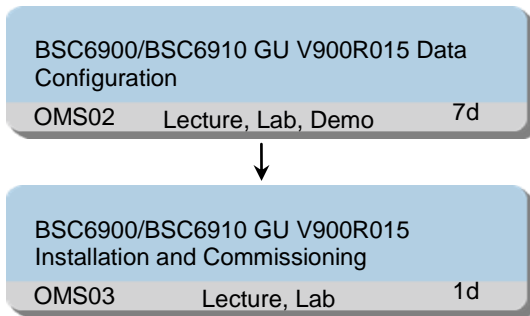 BSC6900/BSC6910 GU V900R015 Data
Configuration
OMS02 Lecture, Lab, Demo 7d
BSC6900/BSC6910 GU V900R015
Installation and Commissioning
OMS03 Lecture, Lab 1d